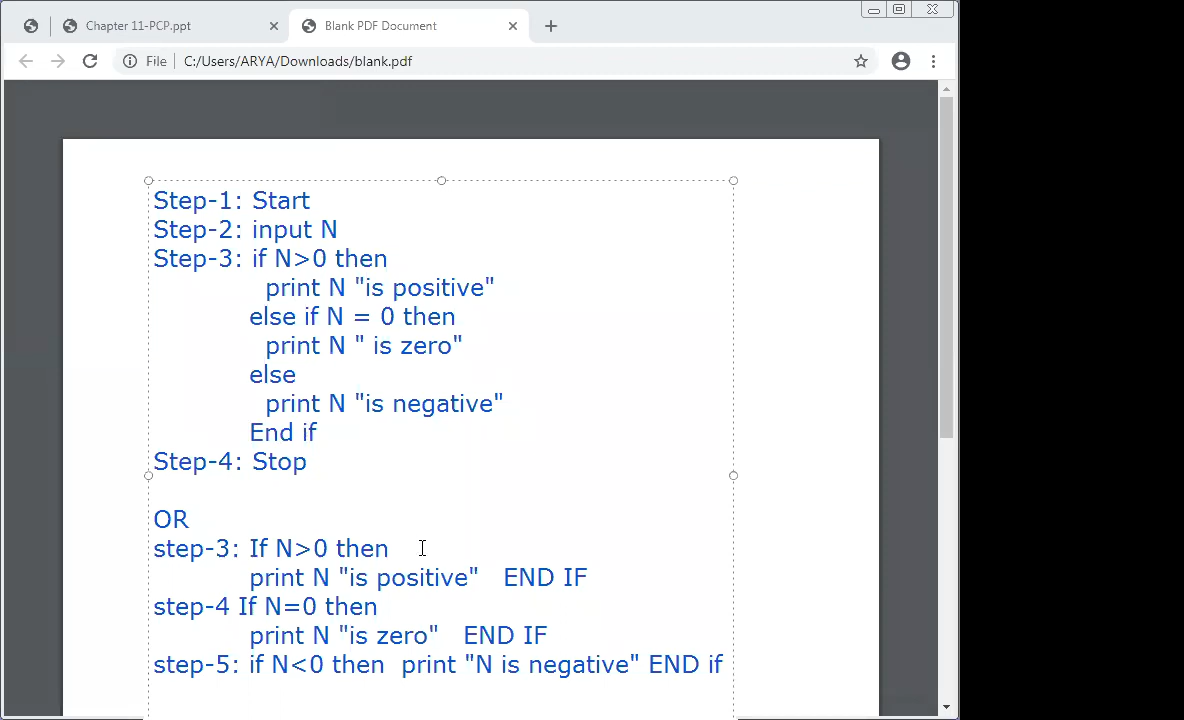 Chapter 11-PCP.ppt
Blank PDF Document
File
C:/Users/ARYA/Downloads/blank.pdf
Step-1: Start
Step-2: input N
Step-3: if N>0 then
print N "is positive"
else if N = 0 then
print N " is zero"
else
print N "is negative"
End if
Step-4: Stop
OR
step-3: If N>0 then
print N "is positive" END IF
step-4 If N=0 then
print N "is zero" END IF
step-5: if N<0 then print "N is negative" END if